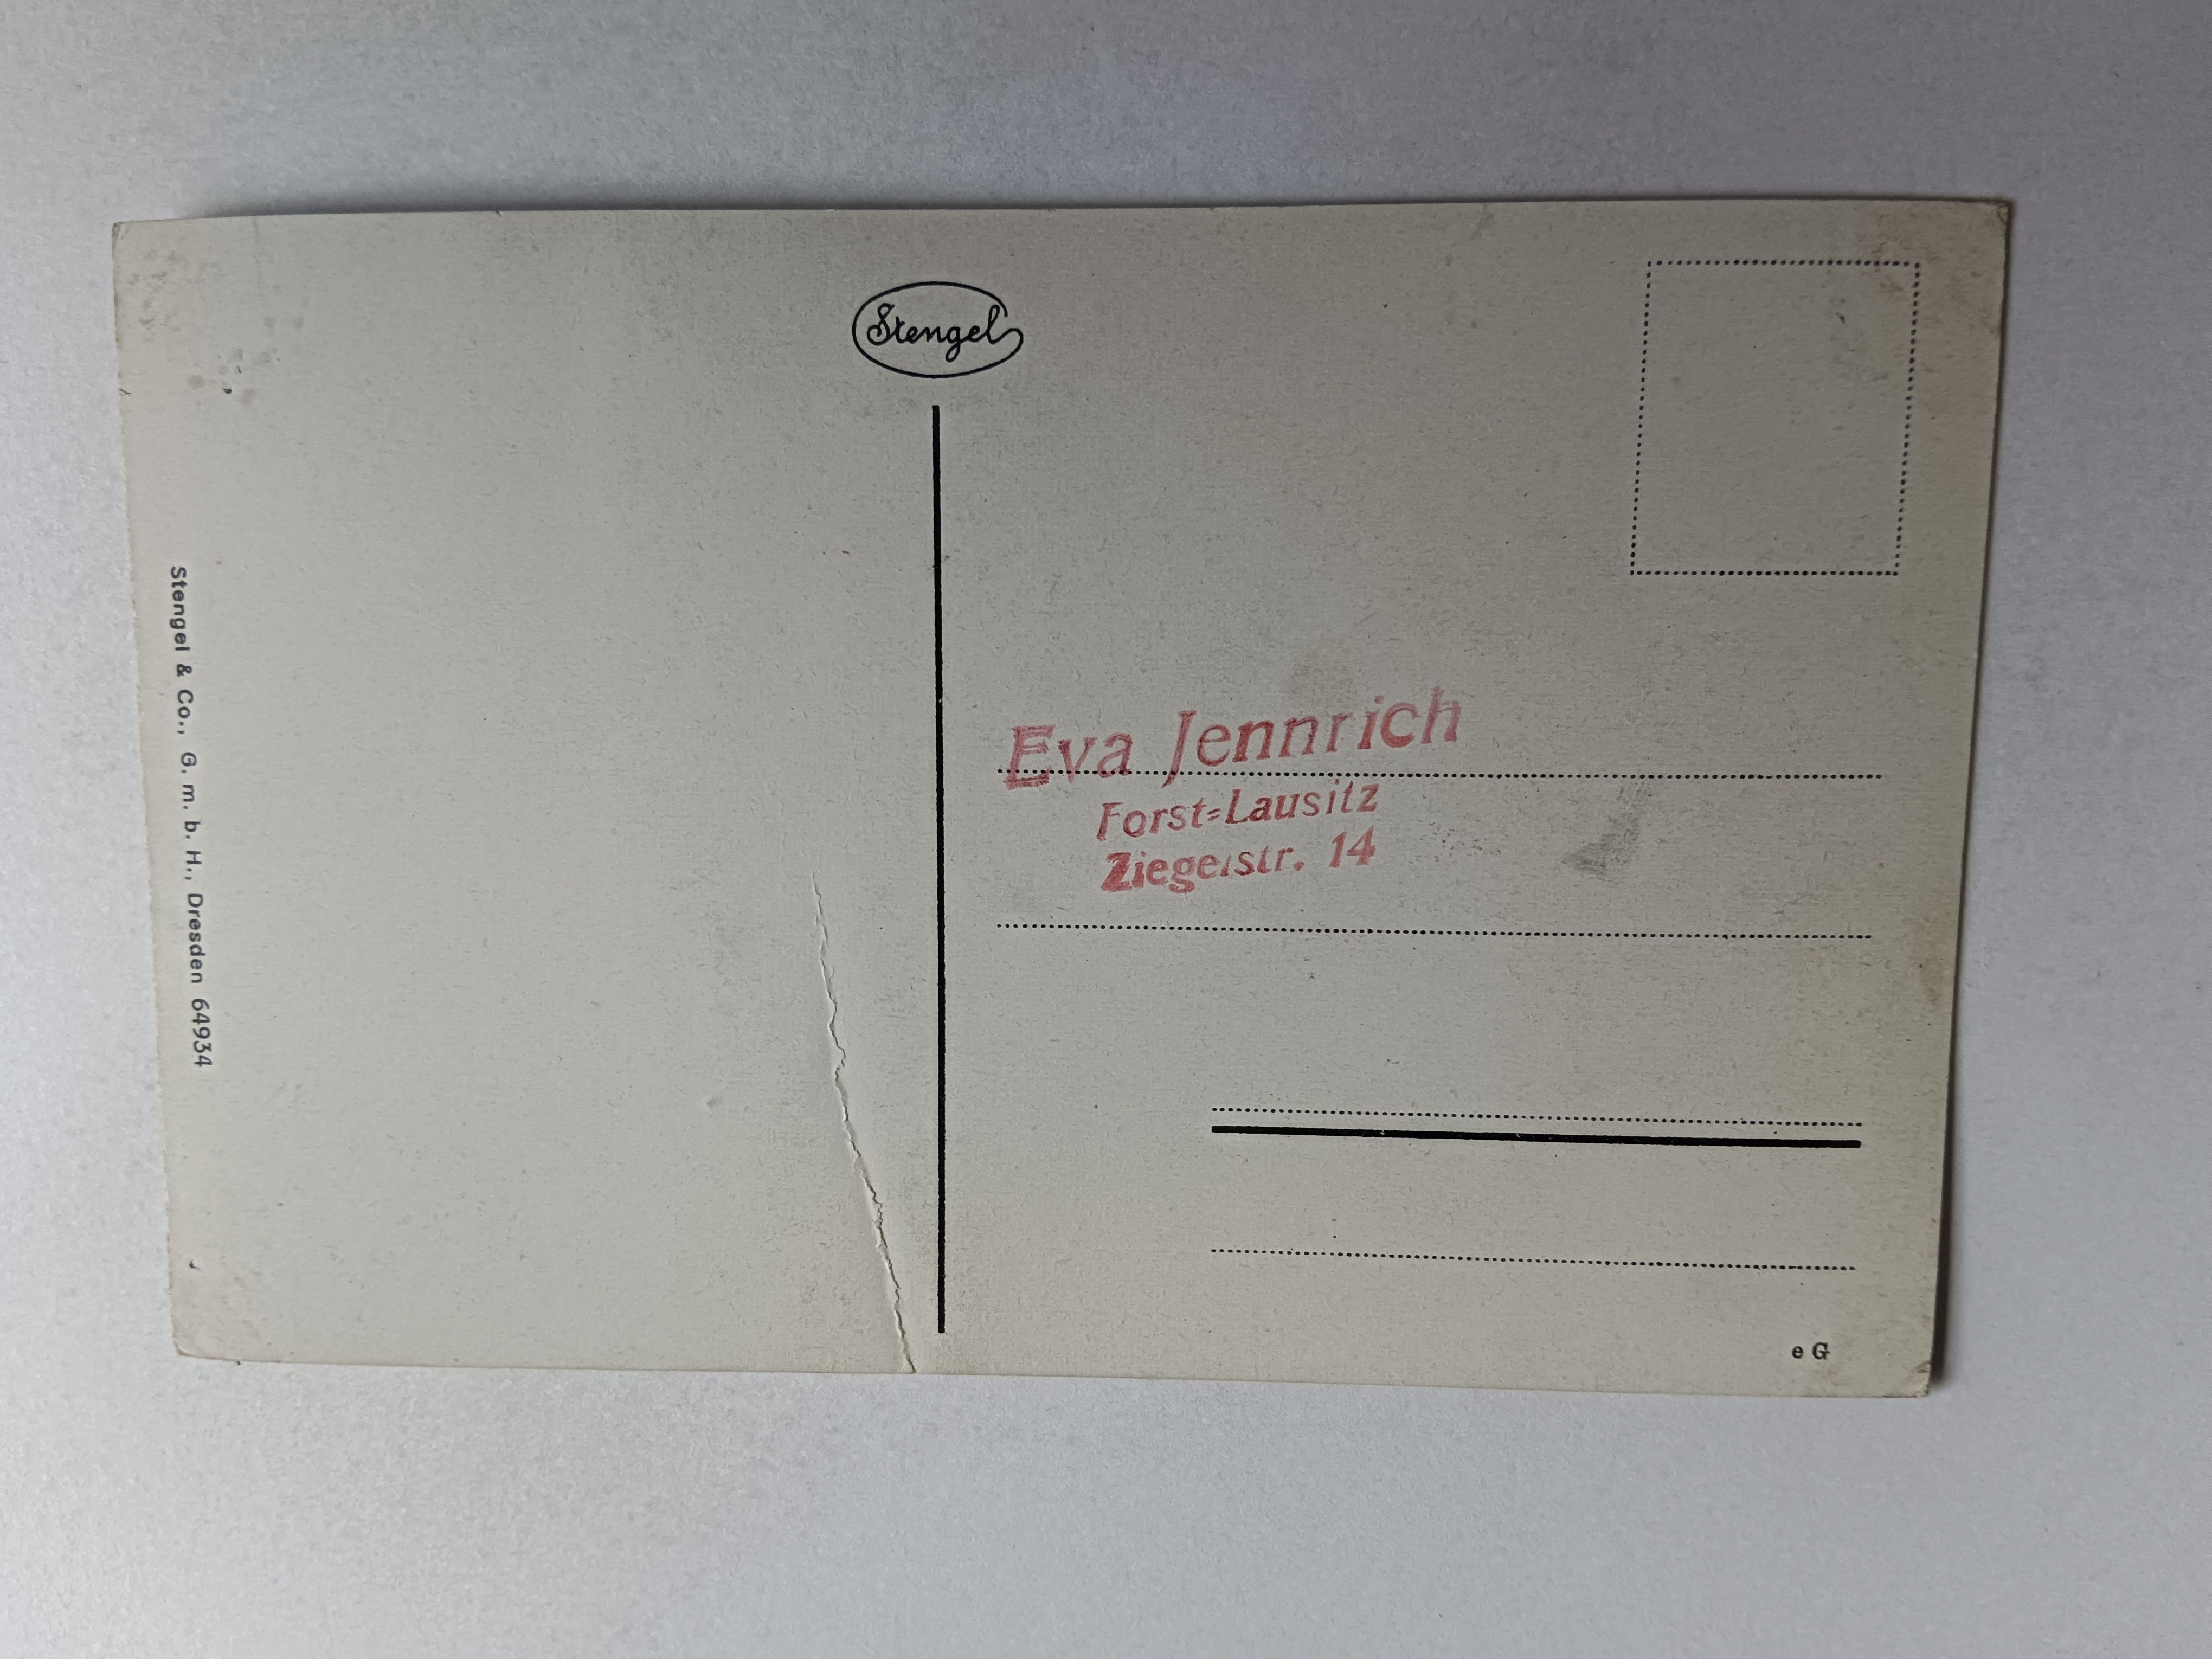 Stengel
Stengel & Co., G. m. b. H., Dresden 64934
Eva Jennrich
Forst=Lausitz
Ziegelstr. 14
e G